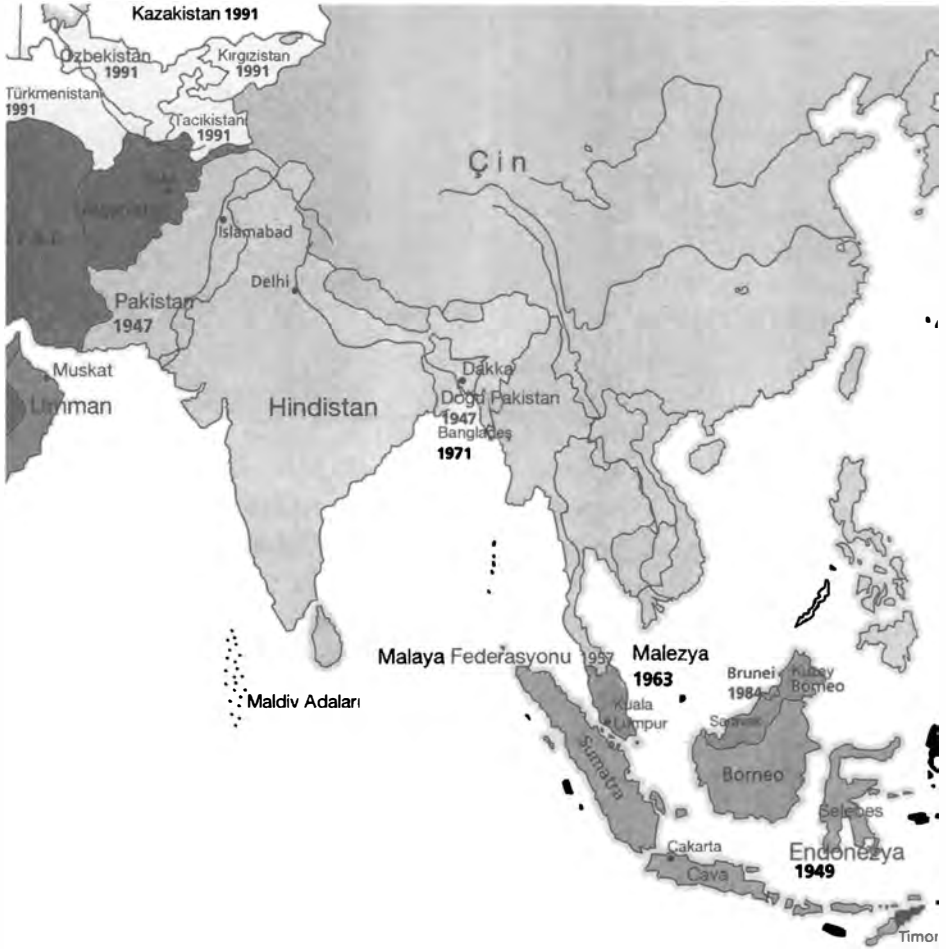 Kazakistan 1991
Özbekistan
1991
Kırgızistan
1991
Türkmenistan
1991
Tacikistan
1991
Çin
İslamabad
Delhi
Pakistan
1947
Muskat
Umman
Hindistan
Dakka
Doğu Pakistan
1947
Bangladeş
1971
Malaya Federasyonu 1957
Malezya
1963
Maldiv Adaları
Brunei
1984
Kuzey
Borneo
Kuala
Lumpur
Saravak
Sumatra
Borneo
Selebes
Cakarta
Cava
Endonezya
1949
Timor